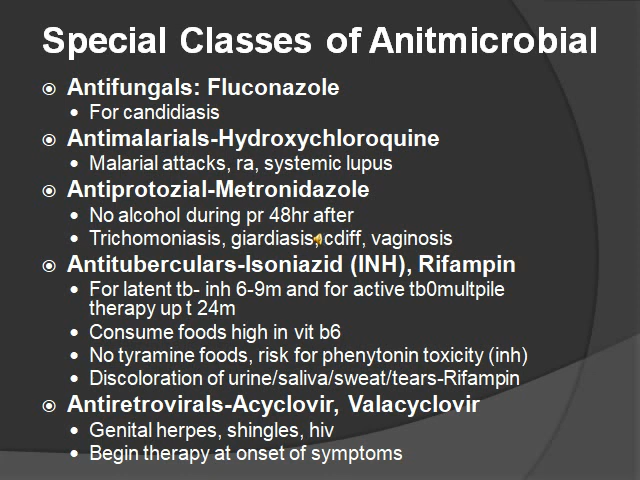 Special Classes of Anitmicrobial
Antifungals: Fluconazole
For candidiasis
Antimalarials-Hydroxychloroquine
Malarial attacks, ra, systemic lupus
Antiprotozial-Metronidazole
No alcohol during pr 48hr after
Trichomoniasis, giardiasis, cdiff, vaginosis
Antituberculars-Isoniazid (INH), Rifampin
For latent tb- inh 6-9m and for active tb0multpile
therapy up t 24m
Consume foods high in vit b6
No tyramine foods, risk for phenytonin toxicity (inh)
Discoloration of urine/saliva/sweat/tears-Rifampin
Antiretrovirals-Acyclovir, Valacyclovir
Genital herpes, shingles, hiv
Begin therapy at onset of symptoms